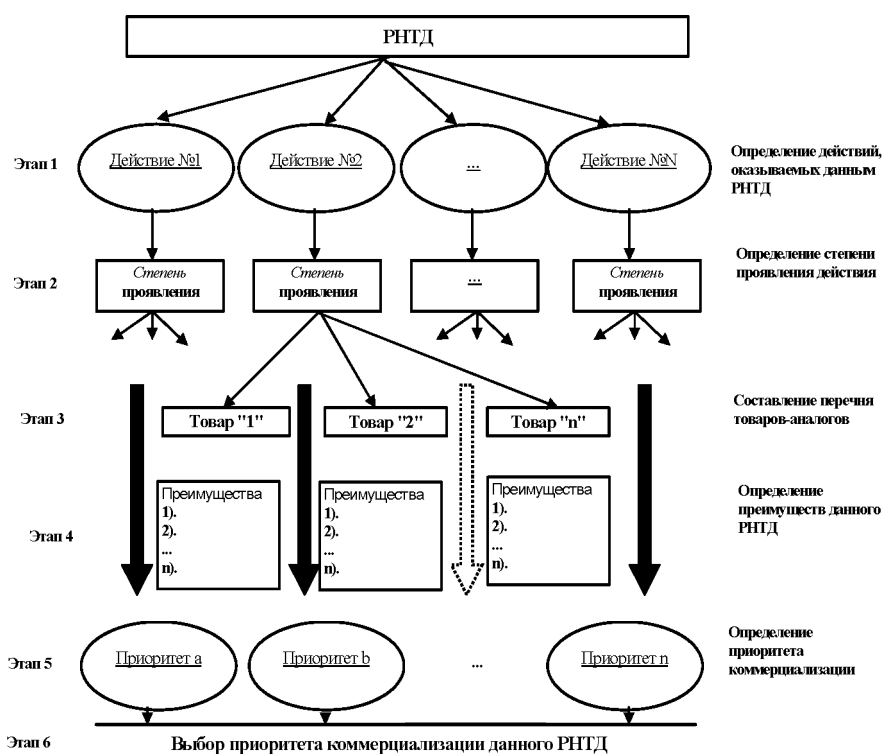 РНТД
Этап 1
Действие №1
Действие №2
...
Действие №N
Определение действий,
оказываемых данным
РНТД
Этап 2
Степень
проявления
Степень
проявления
...
Степень
проявления
Определение степени
проявления действия
Этап 3
Товар "1"
Товар "2"
Товар "n"
Составление перечня
товаров-аналогов
Этап 4
Преимущества
1).
2).
...
n).
Преимущества
1).
2).
...
n).
Преимущества
1).
2).
...
n).
Определение
преимуществ данного
РНТД
Этап 5
Приоритет a
Приоритет b
...
Приоритет n
Определение
приоритета
коммерциализации
Этап 6
Выбор приоритета коммерциализации данного РНТД